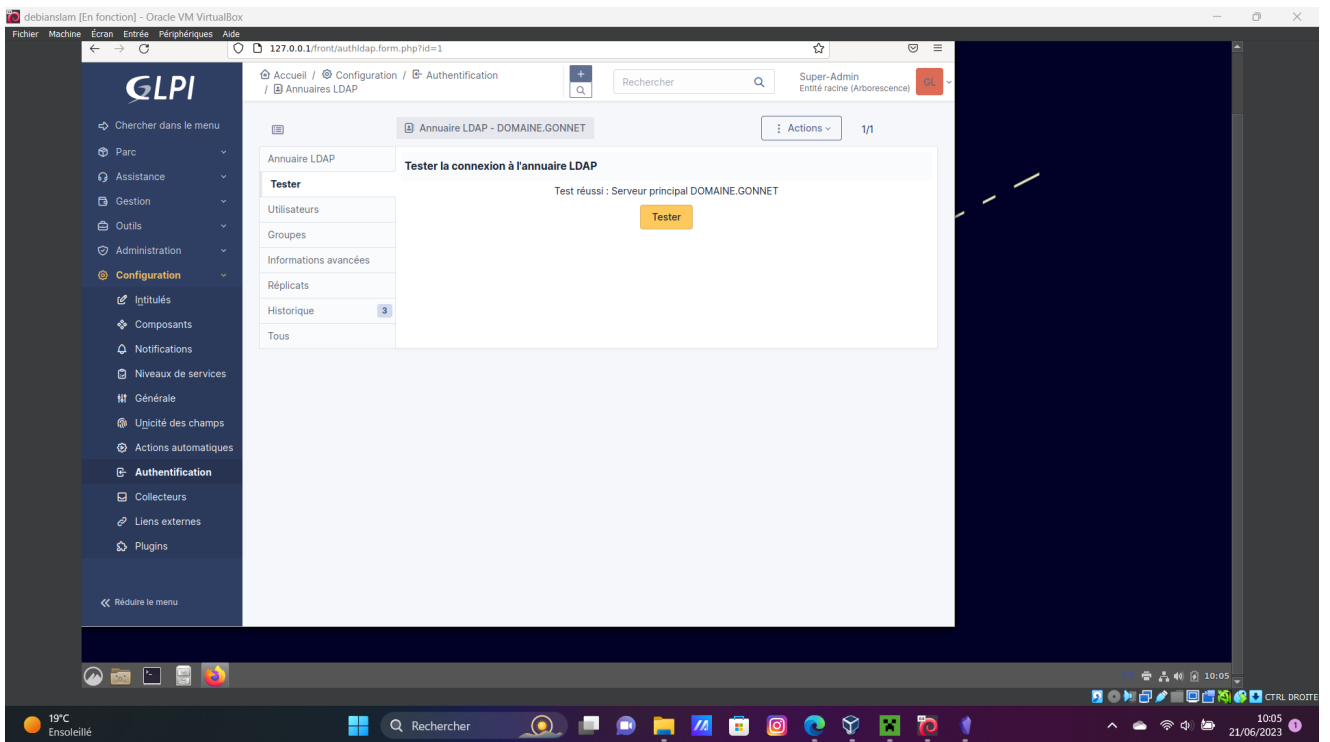 debianslam [En fonction] - Oracle VM VirtualBox
Fichier Machine Écran Entrée Périphériques Aide
127.0.0.1/front/authldap.form.php?id=1
GLPI
Accueil / Configuration / Authentification
/ Annuaires LDAP
Rechercher
Super-Admin
Entité racine (Arborescence)
GL
Chercher dans le menu
Parc
Assistance
Gestion
Outils
Administration
Configuration
Intitulés
Composants
Notifications
Niveaux de services
Générale
Unicité des champs
Actions automatiques
Authentification
Collecteurs
Liens externes
Plugins
Réduire le menu
Annuaire LDAP - DOMAINE.GONNET
Actions
1/1
Annuaire LDAP
Tester
Utilisateurs
Groupes
Informations avancées
Réplicats
Historique 3
Tous
Tester la connexion à l'annuaire LDAP
Test réussi : Serveur principal DOMAINE.GONNET
Tester
10:05
CTRL DROITE
19°C
Ensoleillé
Rechercher
10:05
21/06/2023
1